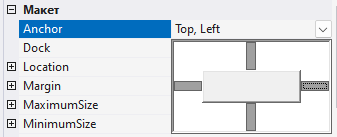 Макет
Anchor Top, Left
Dock
Location
Margin
MaximumSize
MinimumSize